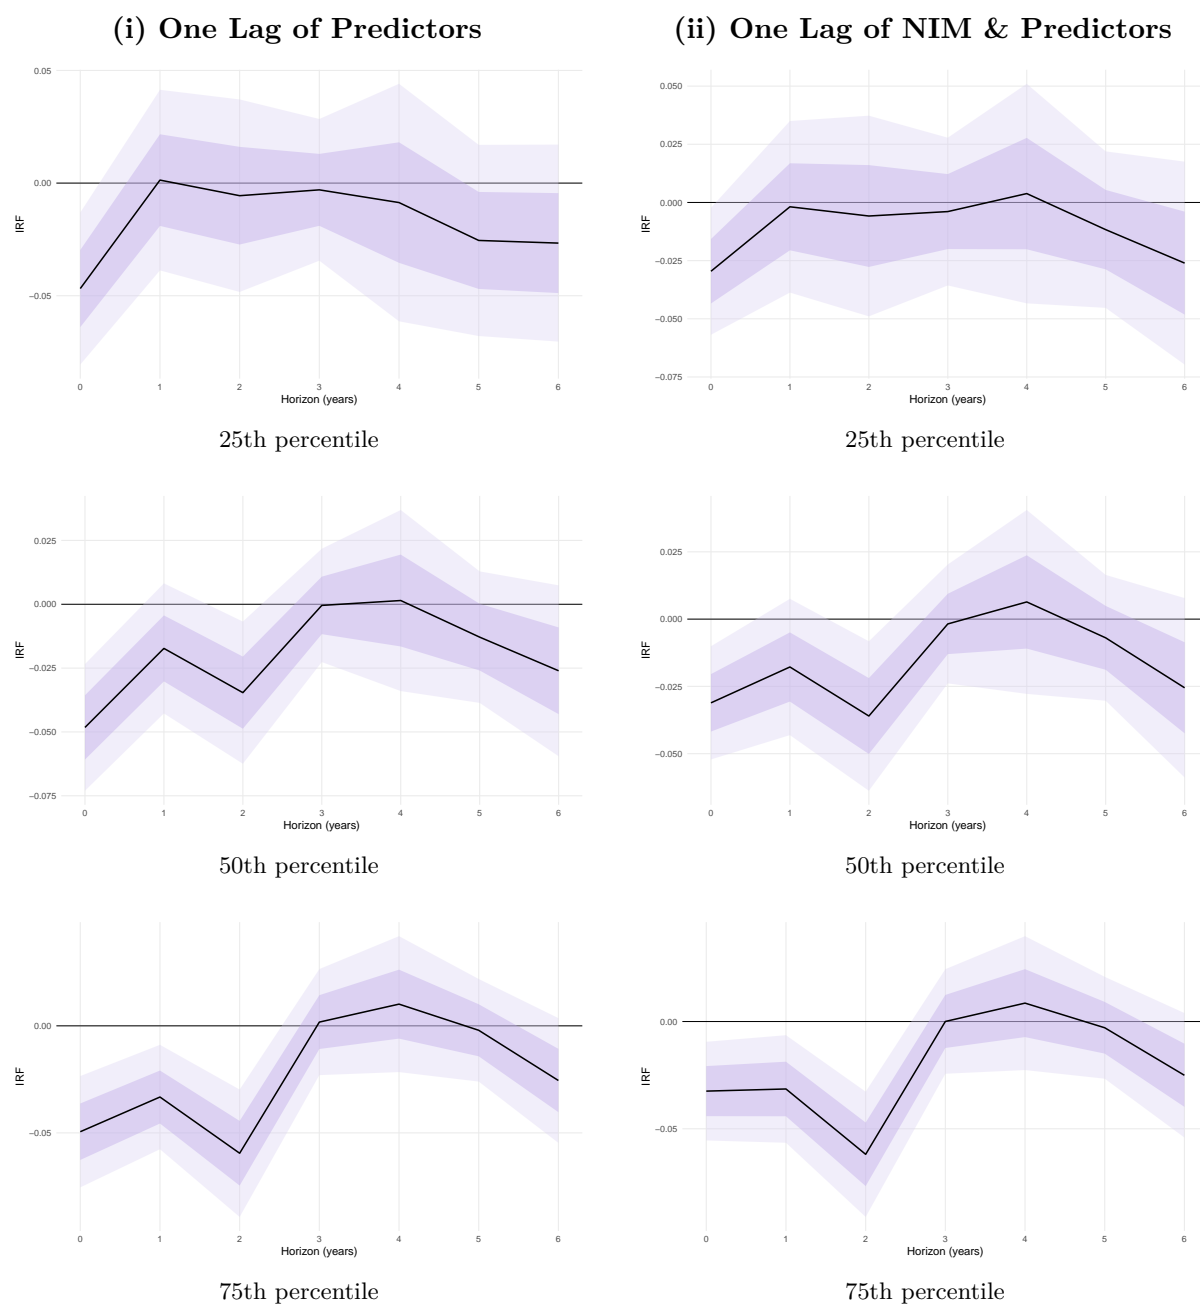 (i) One Lag of Predictors
(ii) One Lag of NIM & Predictors
0.05
0.00
−0.05
IRF
0 1 2 3 4 5 6
Horizon (years)
25th percentile
0.050
0.025
0.000
−0.025
−0.050
−0.075
IRF
0 1 2 3 4 5 6
Horizon (years)
25th percentile
0.025
0.000
−0.025
−0.050
−0.075
IRF
0 1 2 3 4 5 6
Horizon (years)
50th percentile
0.025
0.000
−0.025
−0.050
IRF
0 1 2 3 4 5 6
Horizon (years)
50th percentile
0.00
−0.05
IRF
0 1 2 3 4 5 6
Horizon (years)
75th percentile
0.00
−0.05
IRF
0 1 2 3 4 5 6
Horizon (years)
75th percentile